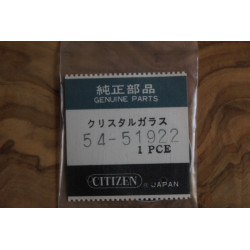 純正部品
GENUINE PARTS
クリスタルガラス
54-51922
1 PCE
CITIZEN
JAPAN